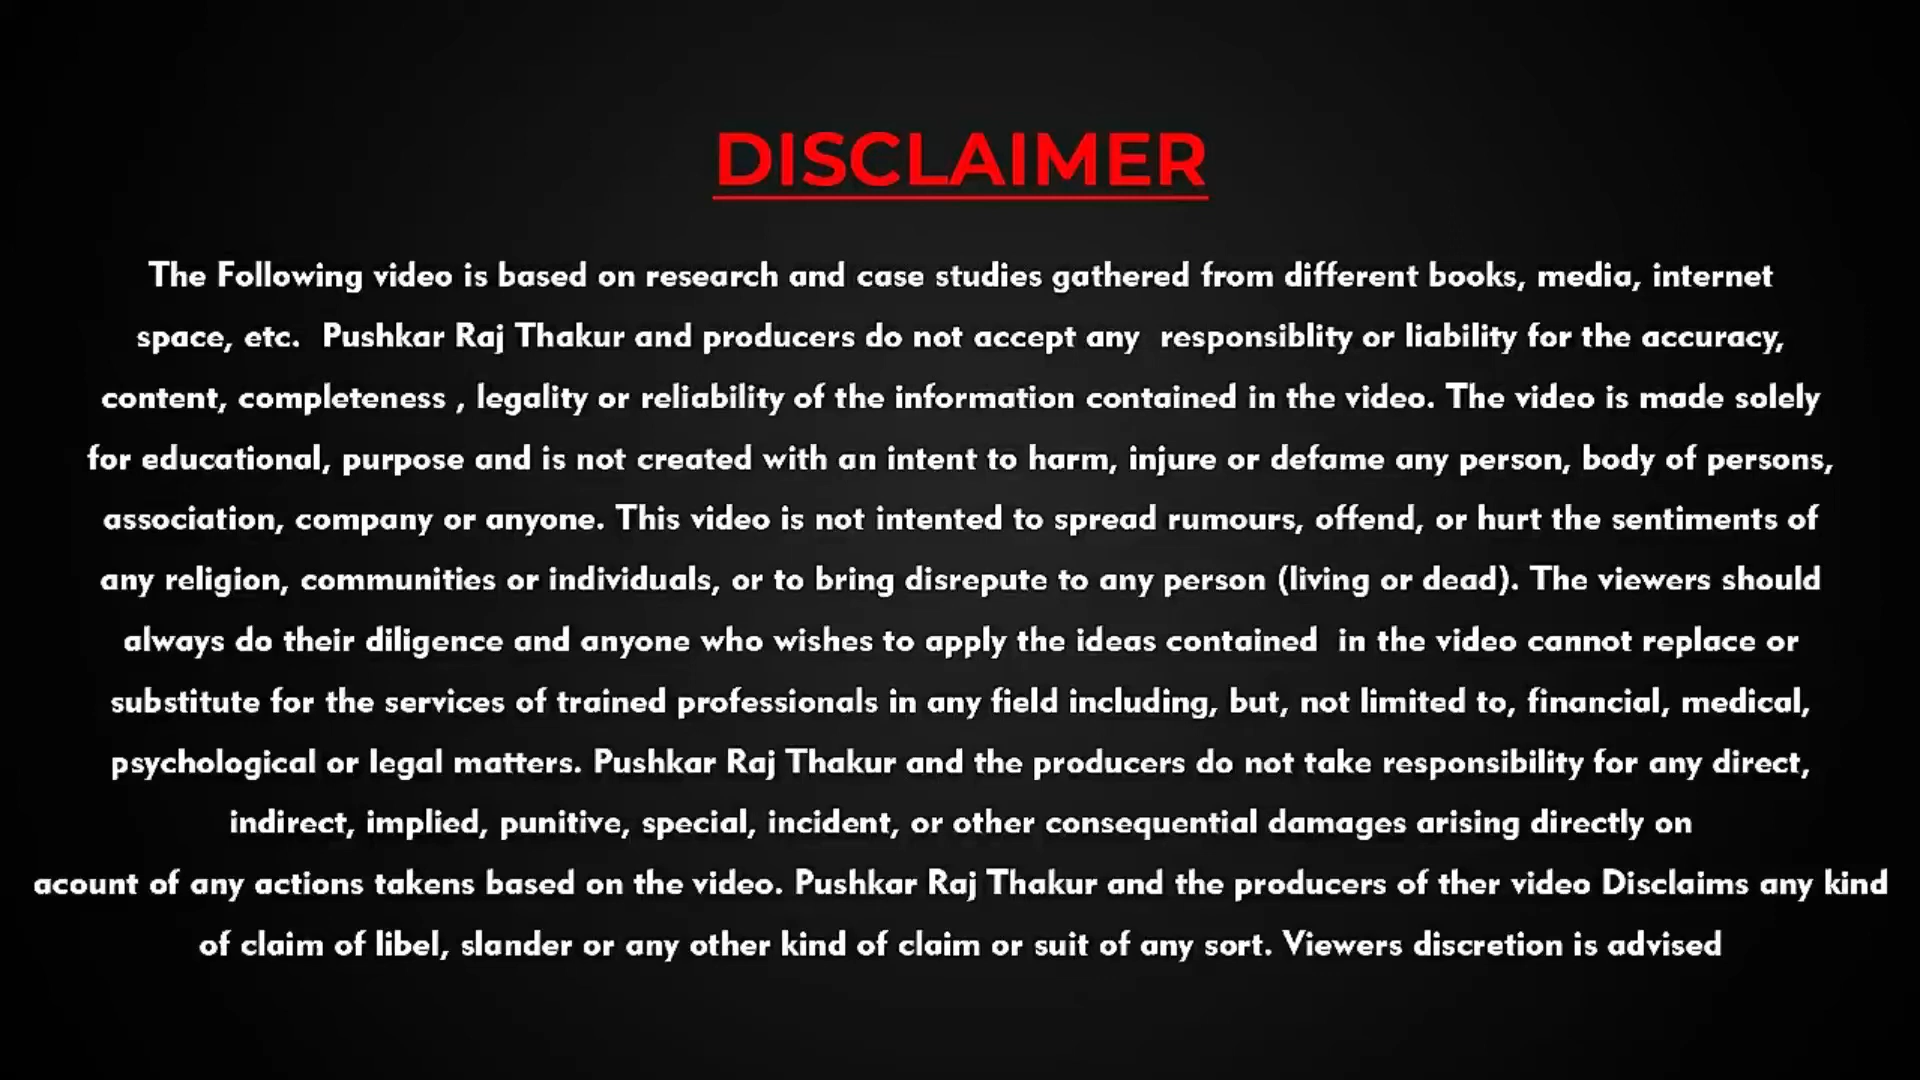 DISCLAIMER
The Following video is based on research and case studies gathered from different books, media, internet
space, etc.  Pushkar Raj Thakur and producers do not accept any  responsiblity or liability for the accuracy,
content, completeness , legality or reliability of the information contained in the video. The video is made solely
for educational, purpose and is not created with an intent to harm, injure or defame any person, body of persons,
association, company or anyone. This video is not intented to spread rumours, offend, or hurt the sentiments of
any religion, communities or individuals, or to bring disrepute to any person (living or dead). The viewers should
always do their diligence and anyone who wishes to apply the ideas contained  in the video cannot replace or
substitute for the services of trained professionals in any field including, but, not limited to, financial, medical,
psychological or legal matters. Pushkar Raj Thakur and the producers do not take responsibility for any direct,
indirect, implied, punitive, special, incident, or other consequential damages arising directly on
acount of any actions takens based on the video. Pushkar Raj Thakur and the producers of ther video Disclaims any kind
of claim of libel, slander or any other kind of claim or suit of any sort. Viewers discretion is advised